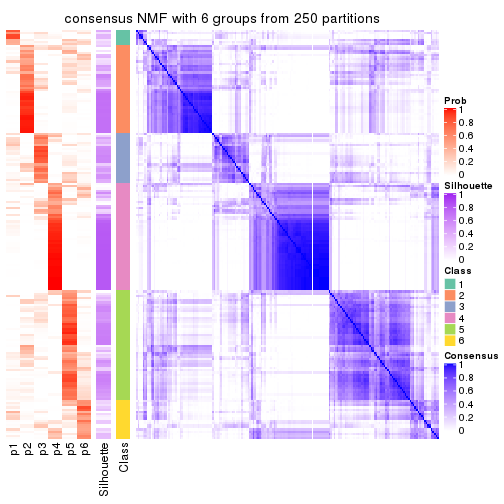 consensus NMF with 6 groups from 250 partitions
Prob
1
0.8
0.6
0.4
0.2
0
Silhouette
1
0.8
0.6
0.4
0.2
0
Class
1
2
3
4
5
6
Consensus
1
0.8
0.6
0.4
0.2
0
p1
p2
p3
p4
p5
p6
Silhouette
Class